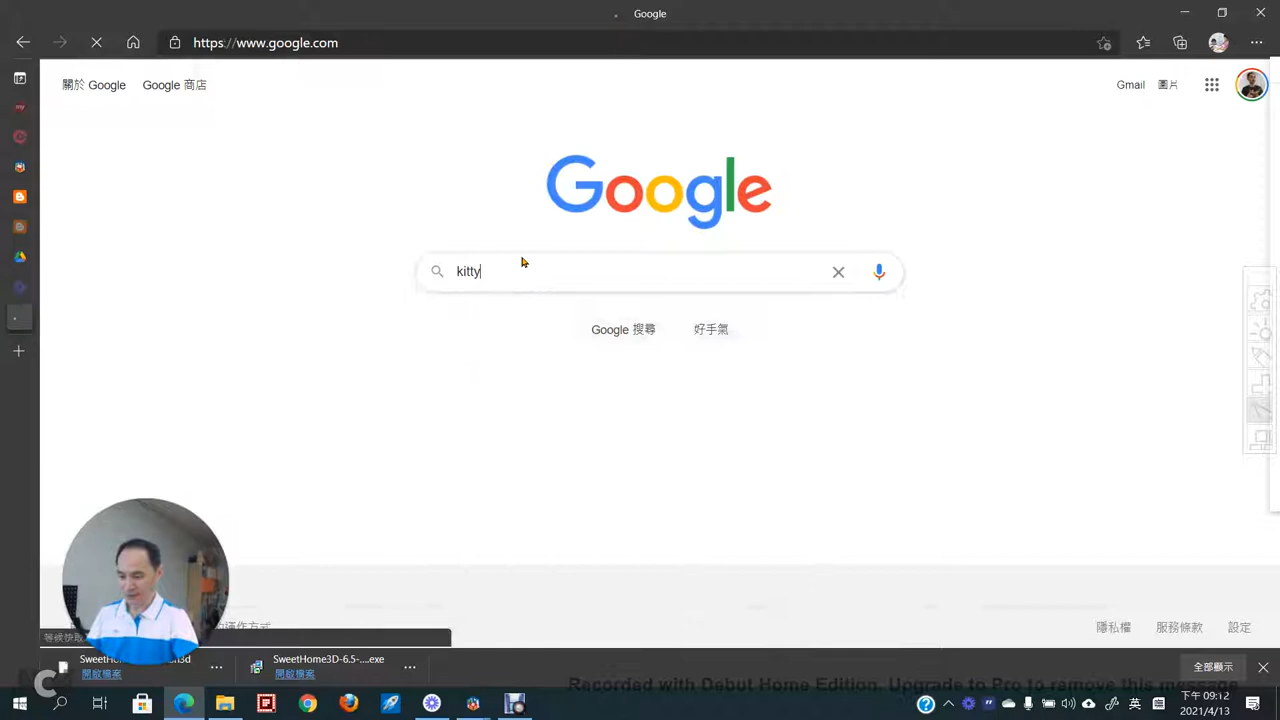 Google
https://www.google.com
關於 Google Google 商店
Gmail 圖片
my
Google
kitty
Google 搜尋 好手氣
隱私權 服務條款 設定
SweetHome3D-6.5-....exe
開啟檔案 開啟檔案
全部顯示
Recorded with Debut Home Edition. Upgrade to Pro to remove this message
英
下午 09:12
2021/4/13